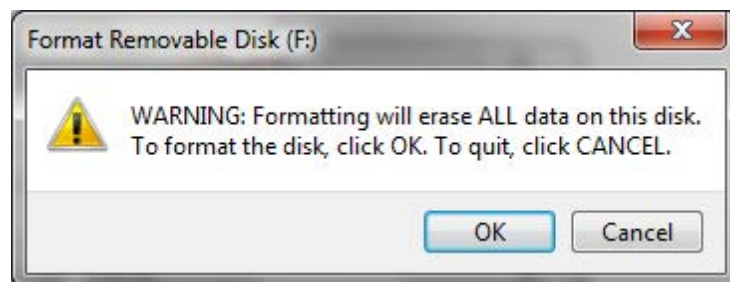 Format Removable Disk (F:)
WARNING: Formatting will erase ALL data on this disk.
To format the disk, click OK. To quit, click CANCEL.
OK
Cancel